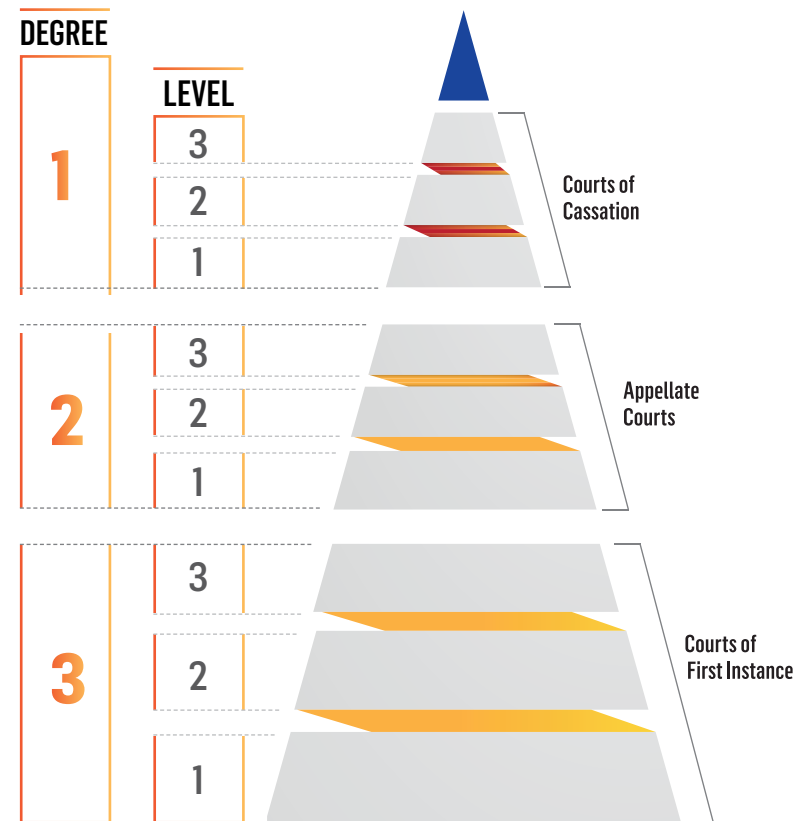 DEGREE
LEVEL
1
3
2
1
Courts of
Cassation
2
3
2
1
Appellate
Courts
3
3
2
1
Courts of
First Instance